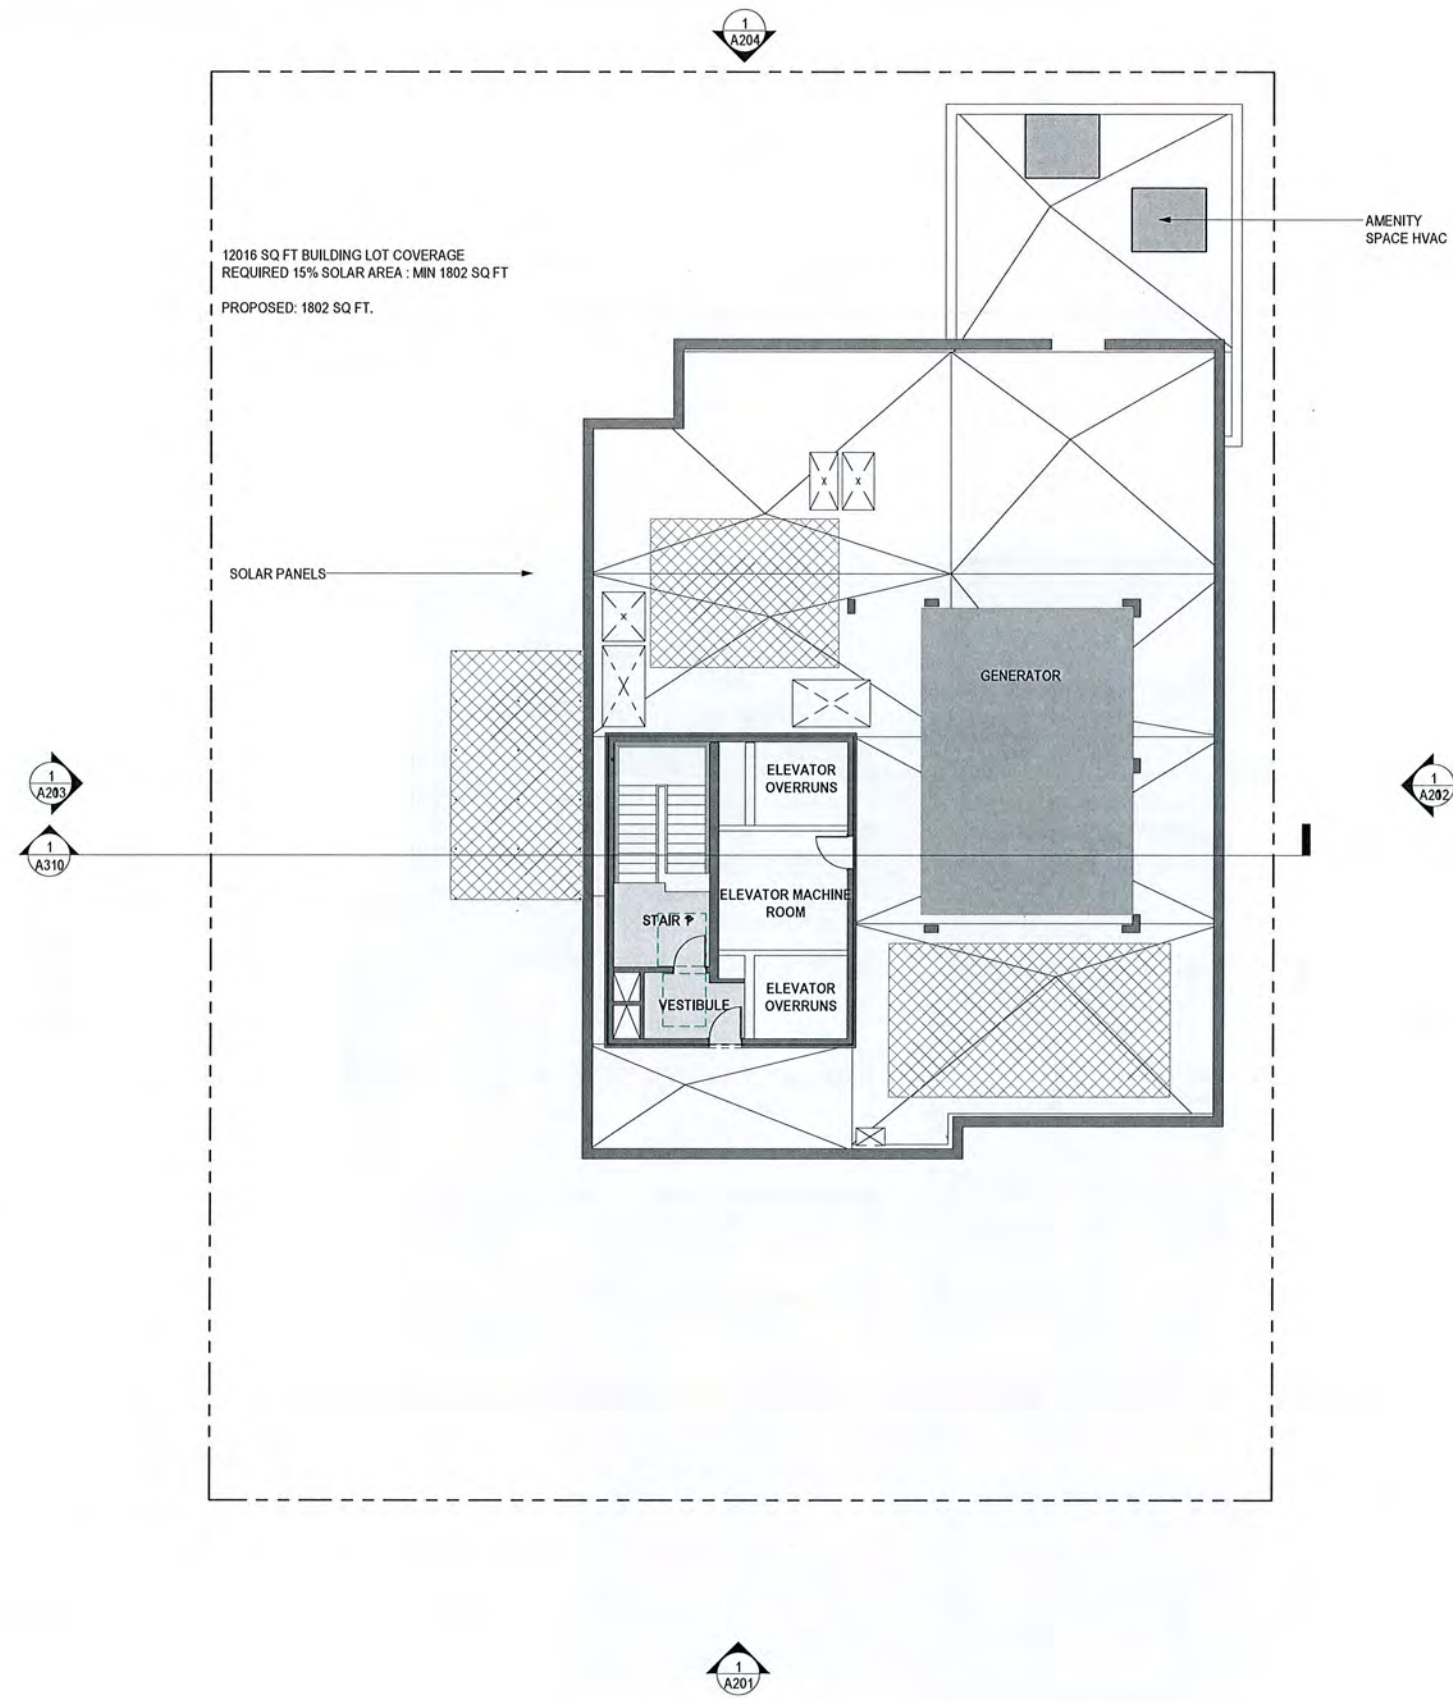 1
A204
AMENITY
SPACE HVAC
12016 SQ FT BUILDING LOT COVERAGE
REQUIRED 15% SOLAR AREA : MIN 1802 SQ FT
PROPOSED: 1802 SQ FT.
X
X
SOLAR PANELS
X
X
GENERATOR
1
A203
ELEVATOR
OVERRUNS
1
A202
1
A310
ELEVATOR MACHINE
ROOM
STAIR
VESTIBULE
ELEVATOR
OVERRUNS
1
A201